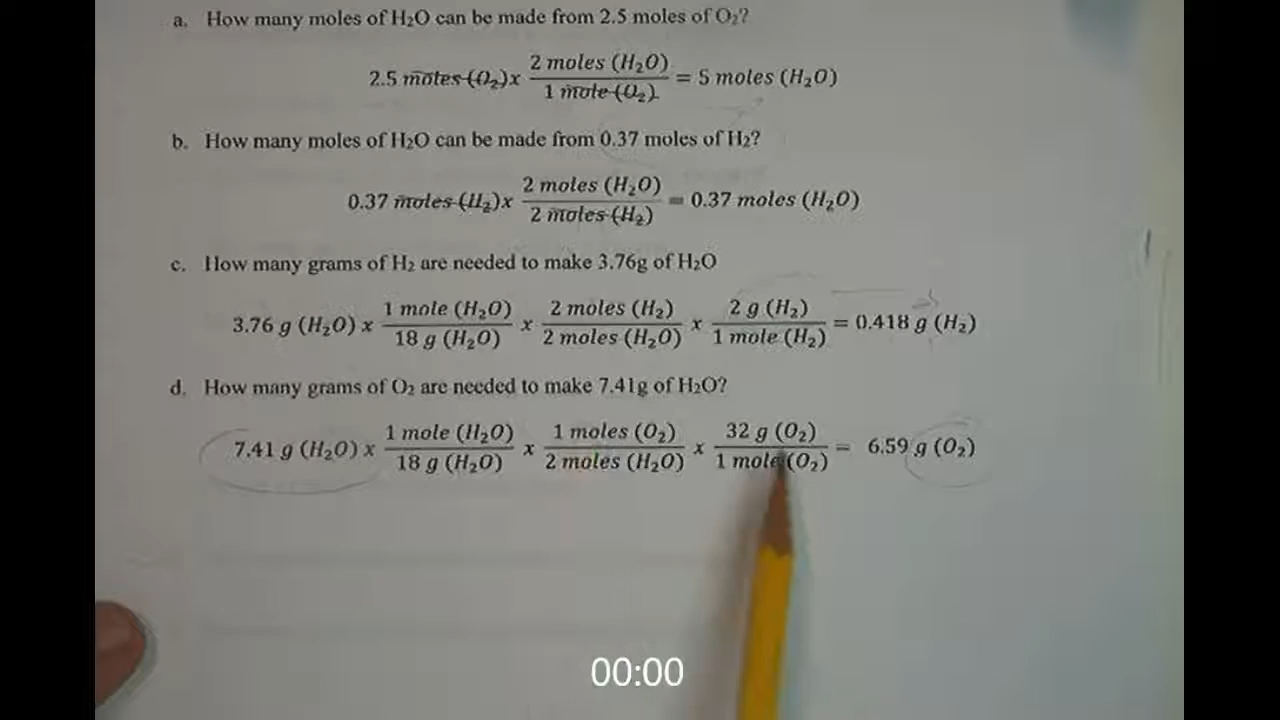 a. How many moles of H₂O can be made from 2.5 moles of O₂?
2.5 moles (O₂)x 2 moles (H₂O) / 1 mole (O₂) = 5 moles (H₂O)
b. How many moles of H₂O can be made from 0.37 moles of H₂?
0.37 moles (H₂)x 2 moles (H₂O) / 2 moles (H₂) = 0.37 moles (H₂O)
c. How many grams of H₂ are needed to make 3.76g of H₂O
3.76 g (H₂O) x 1 mole (H₂O) / 18 g (H₂O) x 2 moles (H₂) / 2 moles (H₂O) x 2 g (H₂) / 1 mole (H₂) = 0.418 g (H₂)
d. How many grams of O₂ are needed to make 7.41g of H₂O?
7.41 g (H₂O) x 1 mole (H₂O) / 18 g (H₂O) x 1 moles (O₂) / 2 moles (H₂O) x 32 g (O₂) / 1 mole (O₂) = 6.59 g (O₂)
00:00